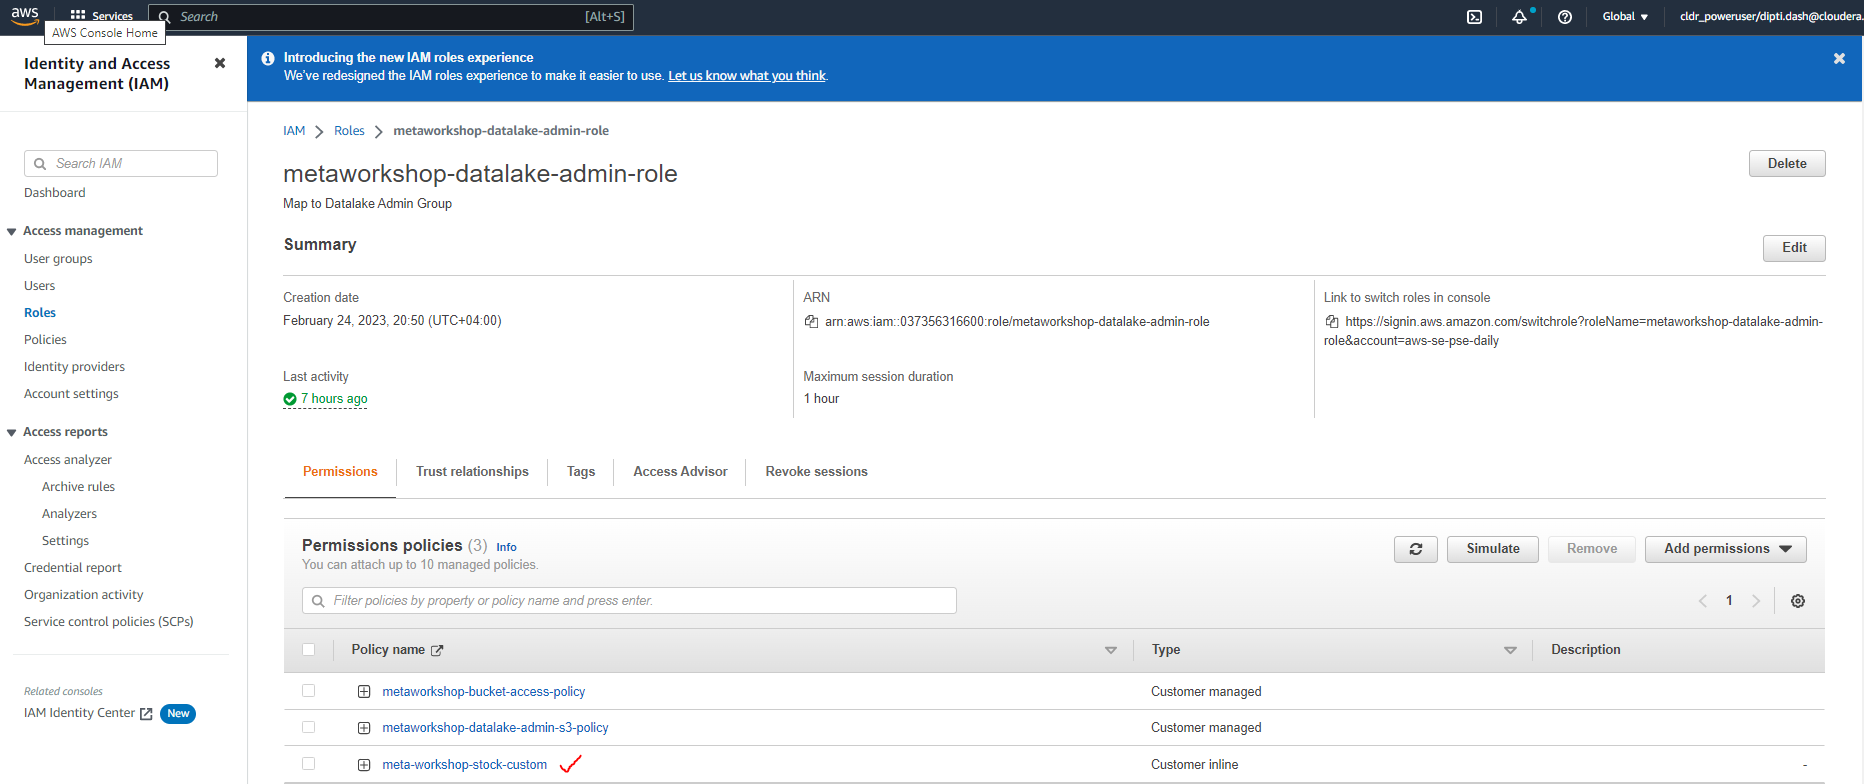 aws
Services
Search
[Alt+S]
Global
cldr_poweruser/dipti.dash@cloudera.
AWS Console Home
Identity and Access
Management (IAM)
Search IAM
Dashboard
Access management
User groups
Users
Roles
Policies
Identity providers
Account settings
Access reports
Access analyzer
Archive rules
Analyzers
Settings
Credential report
Organization activity
Service control policies (SCPs)
Related consoles
IAM Identity Center
New
Introducing the new IAM roles experience
We've redesigned the IAM roles experience to make it easier to use. Let us know what you think.
IAM
Roles
metaworkshop-datalake-admin-role
metaworkshop-datalake-admin-role
Delete
Map to Datalake Admin Group
Summary
Edit
Creation date
February 24, 2023, 20:50 (UTC+04:00)
ARN
arn:aws:iam::037356316600:role/metaworkshop-datalake-admin-role
Link to switch roles in console
https://signin.aws.amazon.com/switchrole?roleName=metaworkshop-datalake-admin-
role&account=aws-se-pse-daily
Last activity
7 hours ago
Maximum session duration
1 hour
Permissions
Trust relationships
Tags
Access Advisor
Revoke sessions
Permissions policies (3) Info
You can attach up to 10 managed policies.
Simulate
Remove
Add permissions
Filter policies by property or policy name and press enter.
1
Policy name
Type
Description
metaworkshop-bucket-access-policy
Customer managed
metaworkshop-datalake-admin-s3-policy
Customer managed
meta-workshop-stock-custom
Customer inline
-